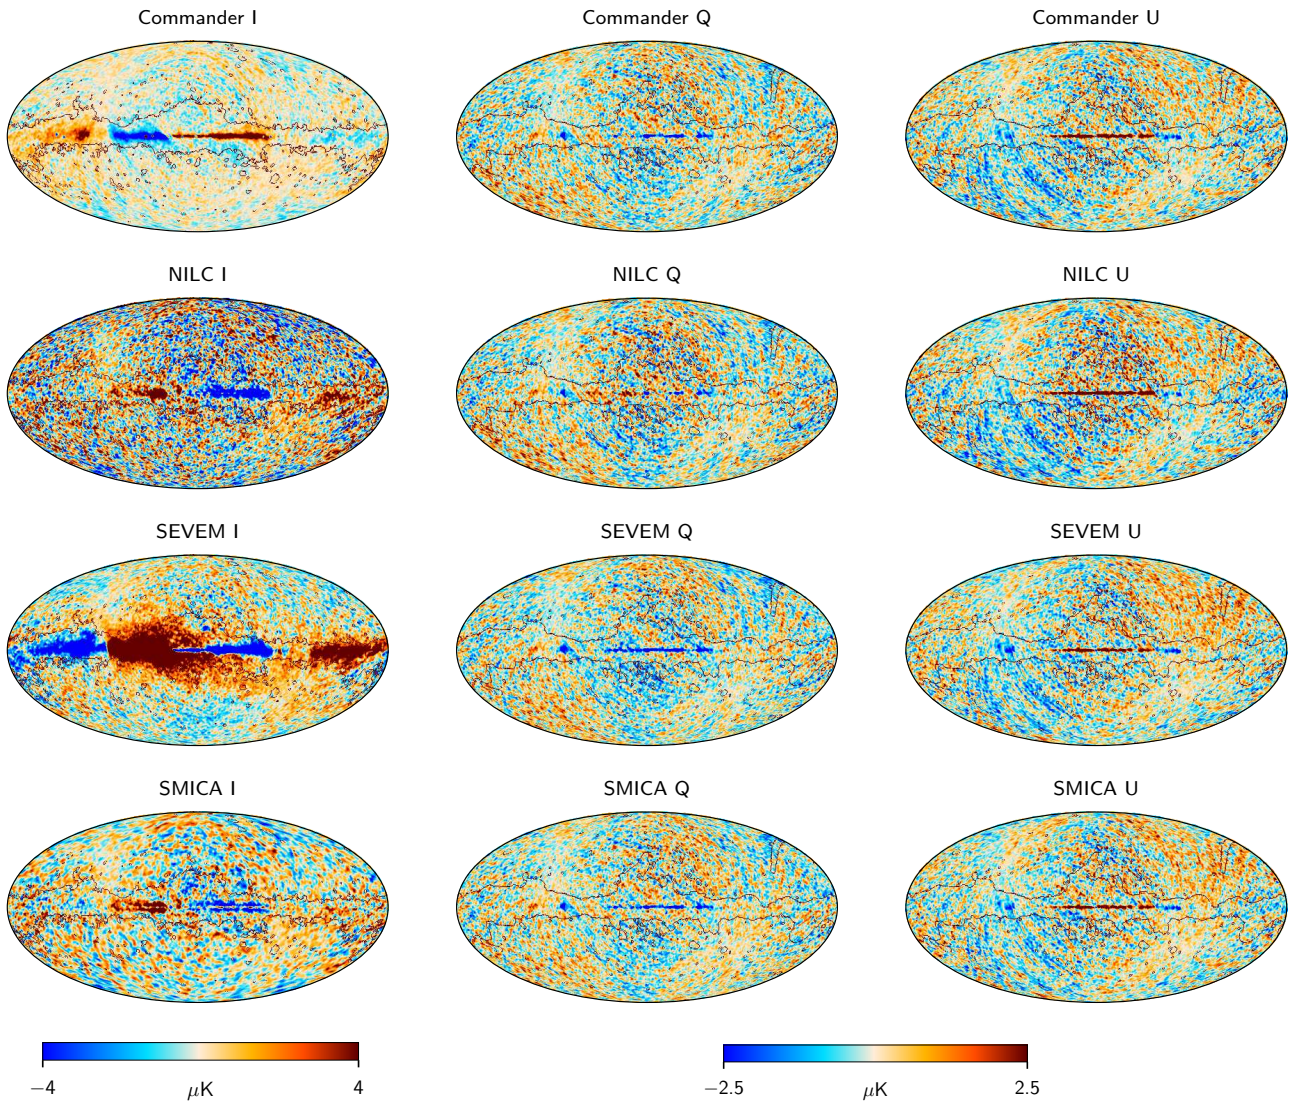 Commander I
Commander Q
Commander U
NILC I
NILC Q
NILC U
SEVEM I
SEVEM Q
SEVEM U
SMICA I
SMICA Q
SMICA U
−4 μK 4
−2.5 μK 2.5